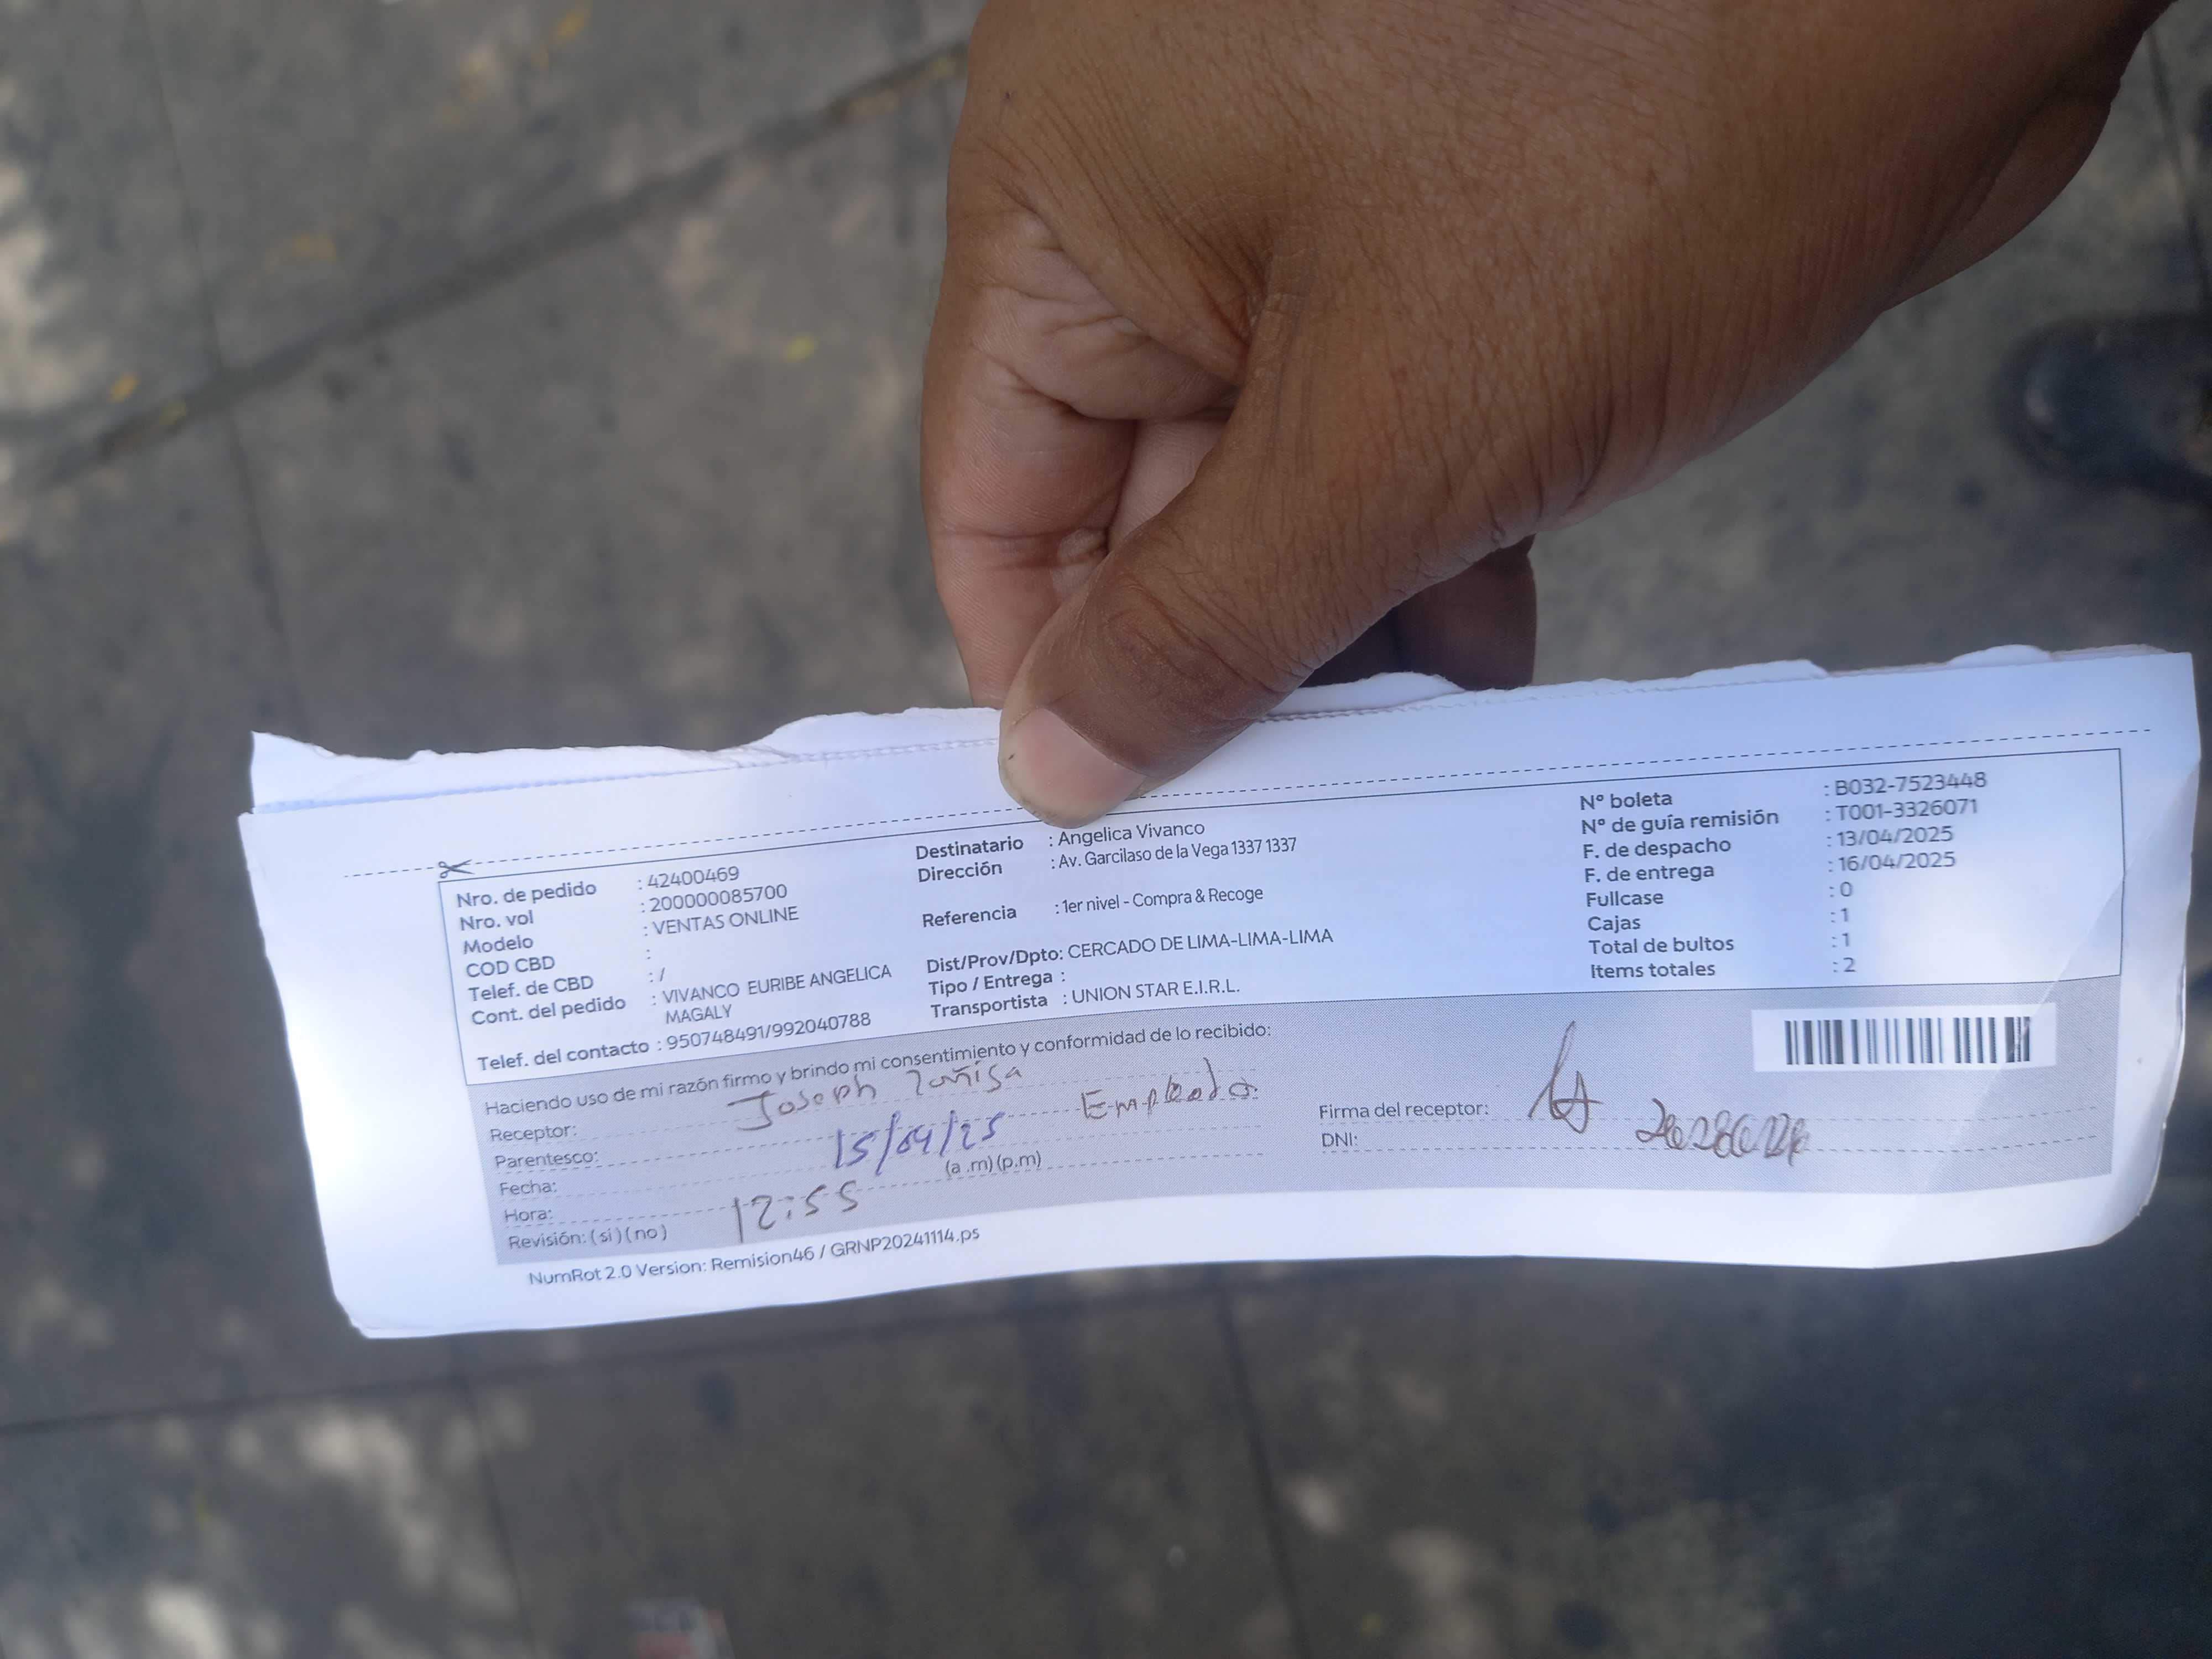 Nro. de pedido : 42400469
Nro. vol : 200000085700
Modelo : VENTAS ONLINE
COD CBD :
Telef. de CBD : /
Cont. del pedido : VIVANCO EURIBE ANGELICA
MAGALY
Telef. del contacto : 950748491/992040788
Destinatario : Angelica Vivanco
Dirección : Av. Garcilaso de la Vega 1337 1337
Referencia : 1er nivel - Compra & Recoge
Dist/Prov/Dpto: CERCADO DE LIMA-LIMA-LIMA
Tipo / Entrega :
Transportista : UNION STAR E.I.R.L.
Nº boleta : B032-7523448
Nº de guía remisión : T001-3326071
F. de despacho : 13/04/2025
F. de entrega : 16/04/2025
Fullcase : 0
Cajas : 1
Total de bultos : 1
Items totales : 2
Haciendo uso de mi razón firmo y brindo mi consentimiento y conformidad de lo recibido:
Receptor: Joseph
Parentesco: Empleado
Fecha: 15/04/25
Hora: 12:55 (a .m) (p.m)
Revisión: ( si ) ( no )
Firma del receptor:
DNI:
NumRot 2.0 Version: Remision46 / GRNP20241114.ps